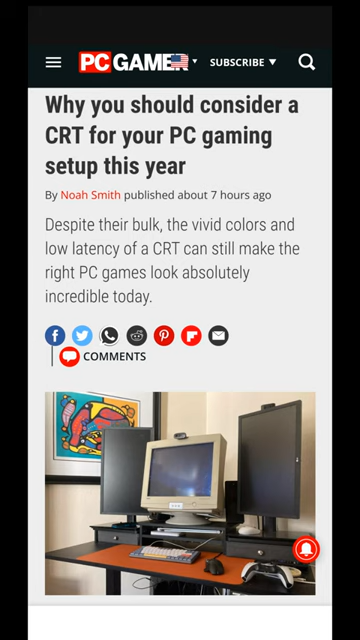 PC GAMER
SUBSCRIBE ▼
Why you should consider a
CRT for your PC gaming
setup this year
By Noah Smith published about 7 hours ago
Despite their bulk, the vivid colors and
low latency of a CRT can still make the
right PC games look absolutely
incredible today.
COMMENTS